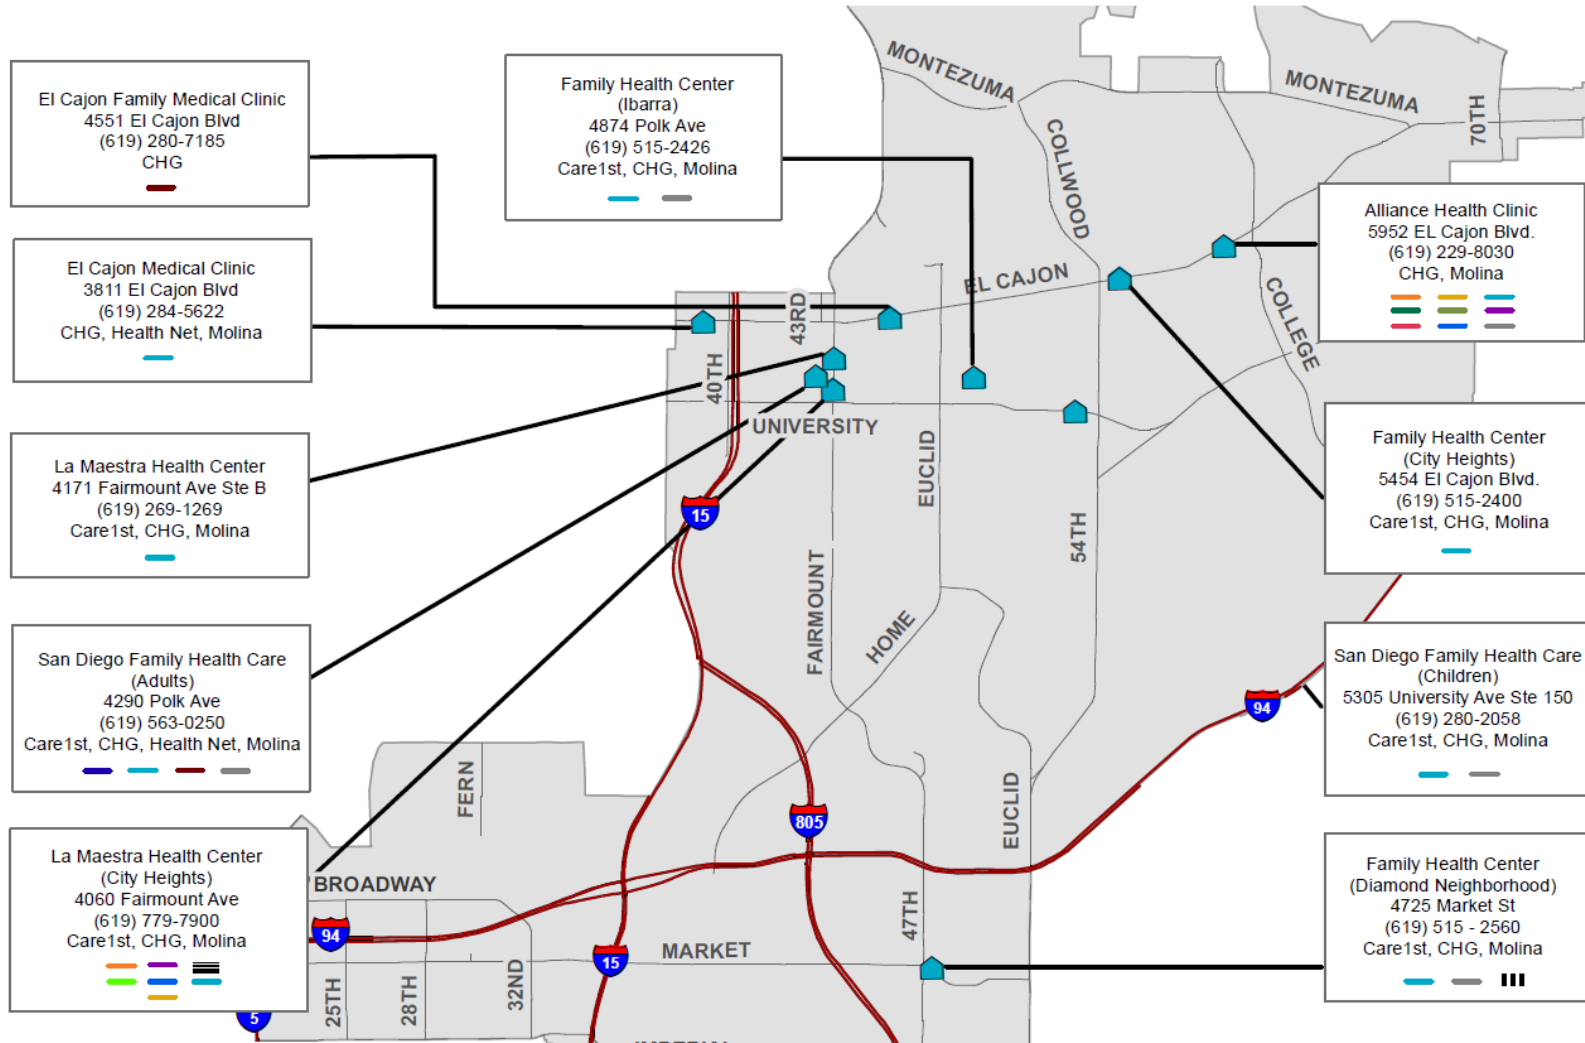 El Cajon Family Medical Clinic
4551 El Cajon Blvd
(619) 280-7185
CHG
Family Health Center
(Ibarra)
4874 Polk Ave
(619) 515-2426
Care1st, CHG, Molina
El Cajon Medical Clinic
3811 El Cajon Blvd
(619) 284-5622
CHG, Health Net, Molina
Alliance Health Clinic
5952 EL Cajon Blvd.
(619) 229-8030
CHG, Molina
La Maestra Health Center
4171 Fairmount Ave Ste B
(619) 269-1269
Care1st, CHG, Molina
Family Health Center
(City Heights)
5454 El Cajon Blvd.
(619) 515-2400
Care1st, CHG, Molina
San Diego Family Health Care
(Adults)
4290 Polk Ave
(619) 563-0250
Care1st, CHG, Health Net, Molina
San Diego Family Health Care
(Children)
5305 University Ave Ste 150
(619) 280-2058
Care1st, CHG, Molina
La Maestra Health Center
(City Heights)
4060 Fairmount Ave
(619) 779-7900
Care1st, CHG, Molina
Family Health Center
(Diamond Neighborhood)
4725 Market St
(619) 515 - 2560
Care1st, CHG, Molina
MONTEZUMA
MONTEZUMA
70TH
COLLWOOD
EL CAJON
COLLEGE
43RD
40TH
UNIVERSITY
EUCLID
15
54TH
FAIRMOUNT
HOME
94
FERN
805
EUCLID
BROADWAY
94
47TH
15
MARKET
25TH
28TH
32ND
5